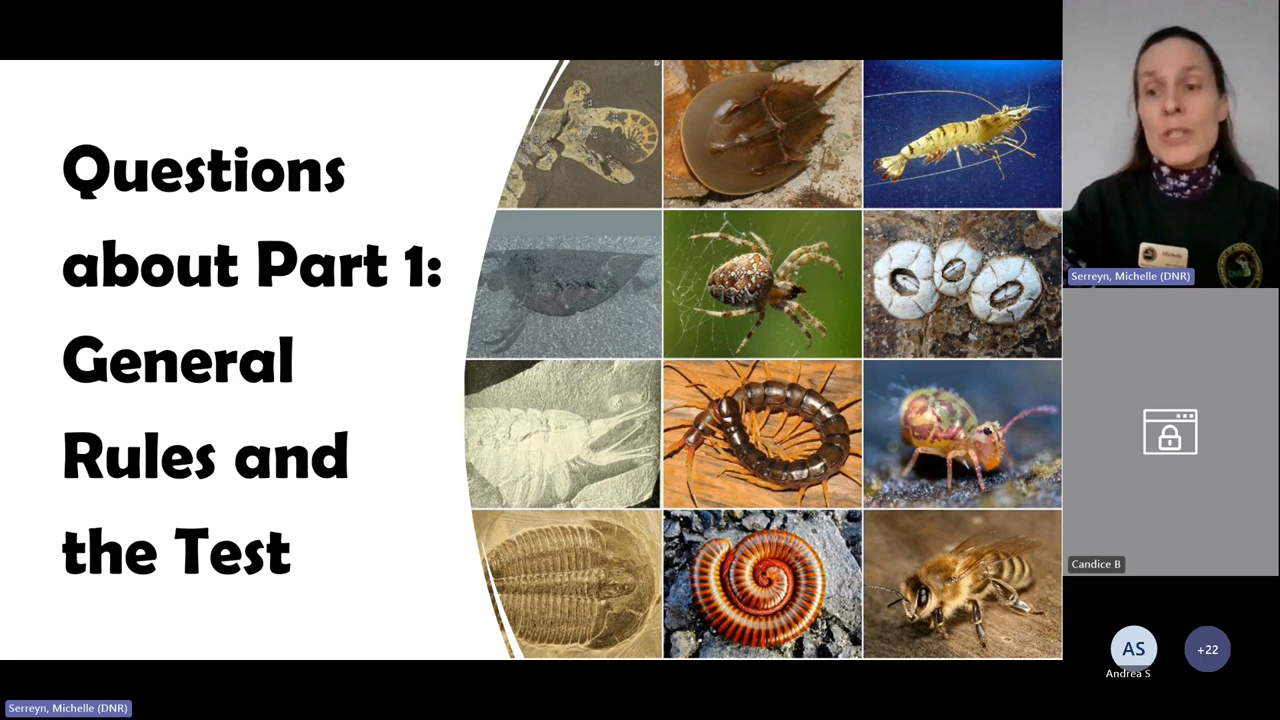 Questions
about Part 1:
General
Rules and
the Test
Michelle
Serreyn, Michelle (DNR)
Candice B
AS
+22
Andrea S
Serreyn, Michelle (DNR)